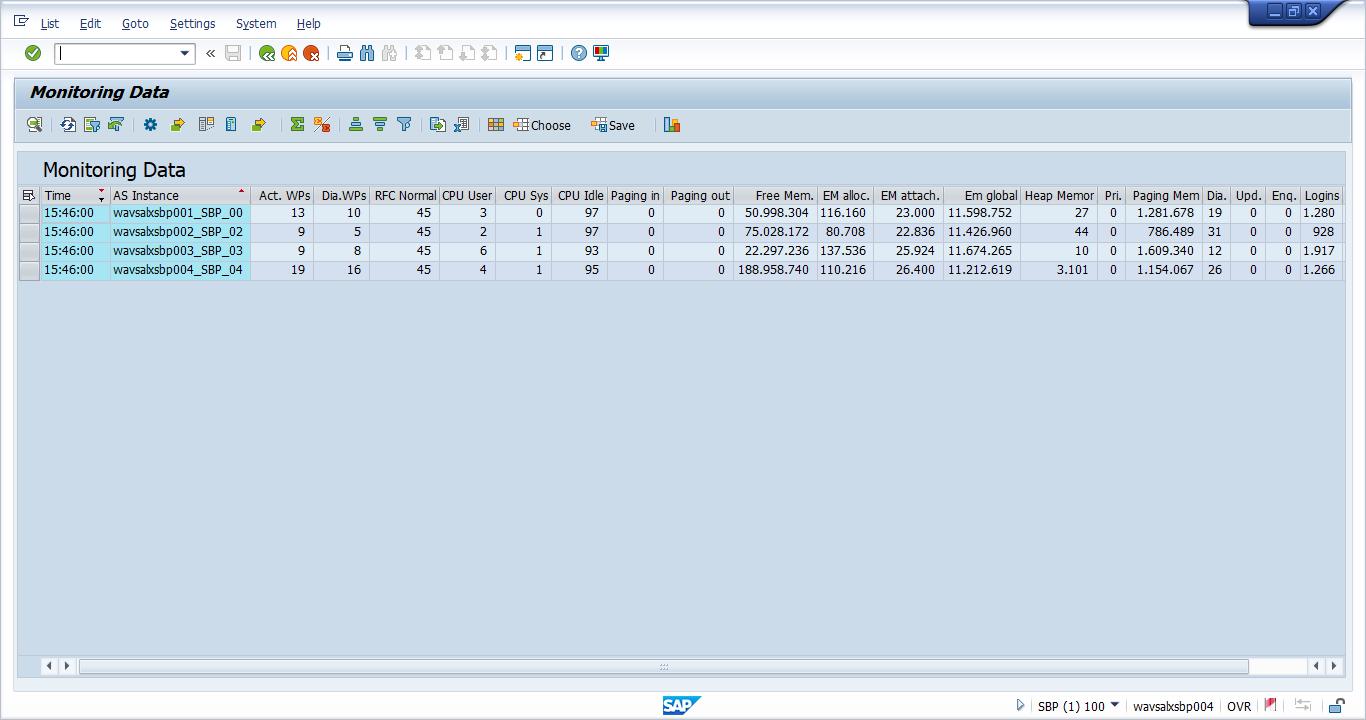 List Edit Goto Settings System Help
Monitoring Data
Choose Save
Monitoring Data
Time AS Instance Act. WPs Dia.WPs RFC Normal CPU User CPU Sys CPU Idle Paging in Paging out Free Mem. EM alloc. EM attach. Em global Heap Memor Pri. Paging Mem Dia. Upd. Enq. Logins
15:46:00 wavsalxsbp001_SBP_00 13 10 45 3 0 97 0 0 50.998.304 116.160 23.000 11.598.752 27 0 1.281.678 19 0 0 1.280
15:46:00 wavsalxsbp002_SBP_02 9 5 45 2 1 97 0 0 75.028.172 80.708 22.836 11.426.960 44 0 786.489 31 0 0 928
15:46:00 wavsalxsbp003_SBP_03 9 8 45 6 1 93 0 0 22.297.236 137.536 25.924 11.674.265 10 0 1.609.340 12 0 0 1.917
15:46:00 wavsalxsbp004_SBP_04 19 16 45 4 1 95 0 0 188.958.740 110.216 26.400 11.212.619 3.101 0 1.154.067 26 0 0 1.266
SAP SBP (1) 100 wavsalxsbp004 OVR